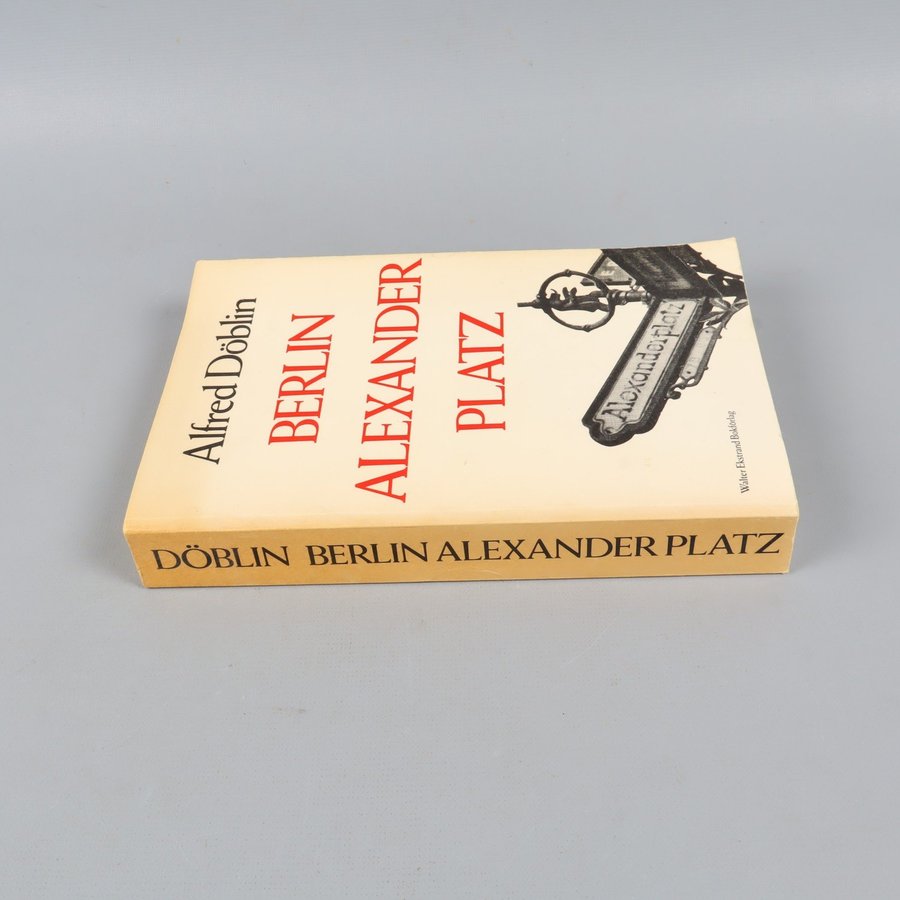 Alfred Döblin
BERLIN
ALEXANDER
PLATZ
Alexanderplatz
Walter Ekstrand Bokförlag
DÖBLIN BERLIN ALEXANDER PLATZ